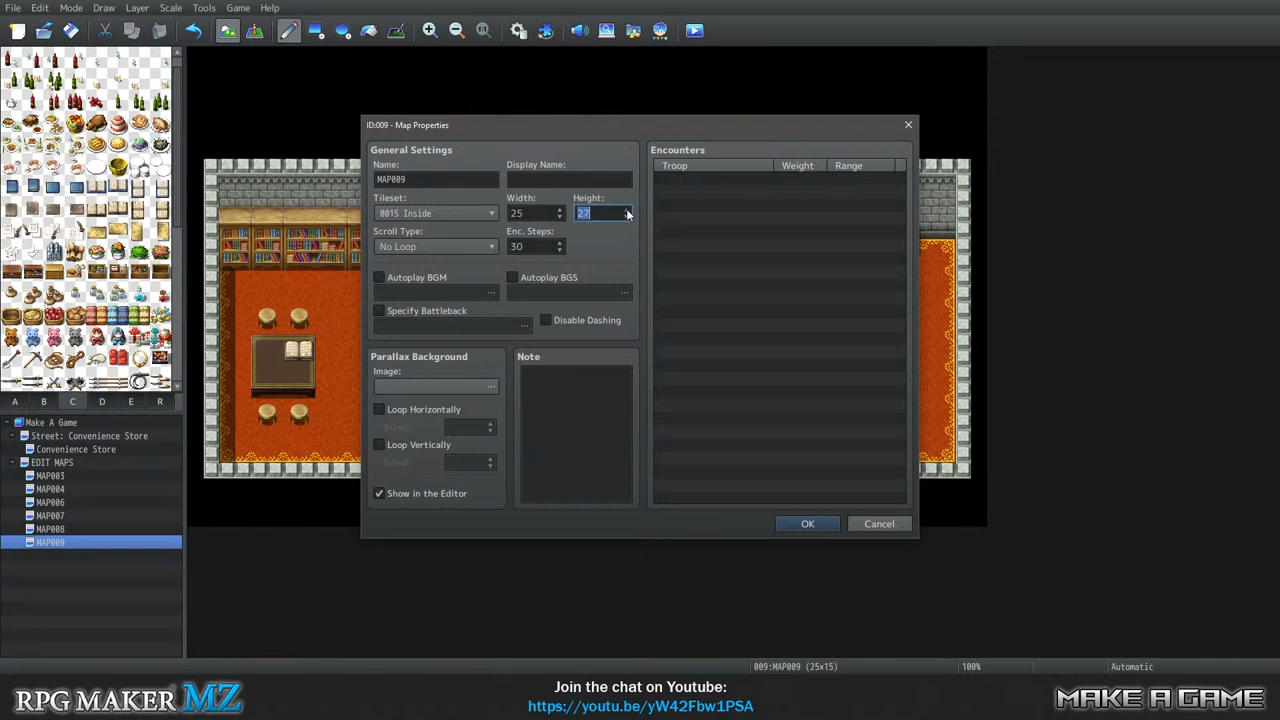 File Edit Mode Draw Layer Scale Tools Game Help
ID:009 - Map Properties
General Settings
Encounters
Name:
Display Name:
Troop Weight Range
MAP009
Tileset:
Width:
Height:
0015 Inside
25
27
Scroll Type:
Enc. Steps:
No Loop
30
Autoplay BGM
Autoplay BGS
...
...
Specify Battleback
Disable Dashing
...
Parallax Background
Note
Image:
...
Loop Horizontally
Scroll:
Loop Vertically
Scroll:
Show in the Editor
OK
Cancel
A B C D E R
Make A Game
Street: Convenience Store
Convenience Store
EDIT MAPS
MAP003
MAP004
MAP006
MAP007
MAP008
MAP009
009:MAP009 (25x15)
100%
Automatic
RPG MAKER MZ
Join the chat on Youtube:
https://youtu.be/yW42Fbw1PSA
MAKE A GAME